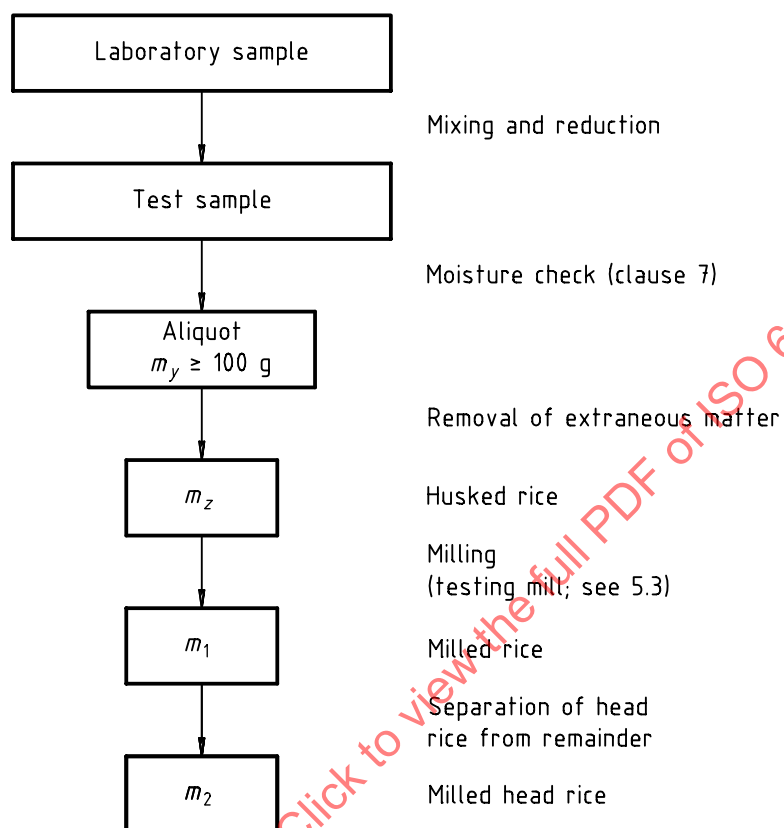 Laboratory sample
Mixing and reduction
Test sample
Moisture check (clause 7)
Aliquot
m_y ≥ 100 g
Removal of extraneous matter
m_z
Husked rice
Milling
(testing mill; see 5.3)
m_1
Milled rice
Separation of head
rice from remainder
m_2
Milled head rice
Click to view the full PDF of ISO 6